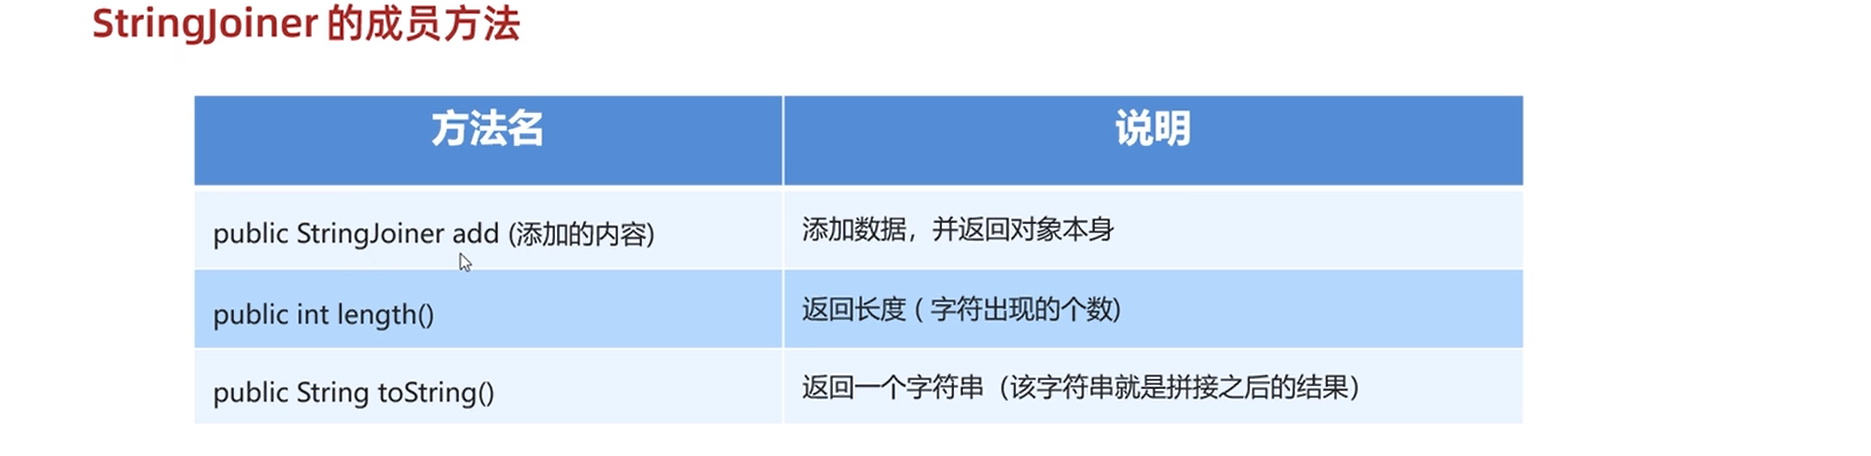 StringJoiner 的成员方法
方法名
说明
public StringJoiner add (添加的内容)
添加数据，并返回对象本身
public int length()
返回长度 ( 字符出现的个数)
public String toString()
返回一个字符串（该字符串就是拼接之后的结果）